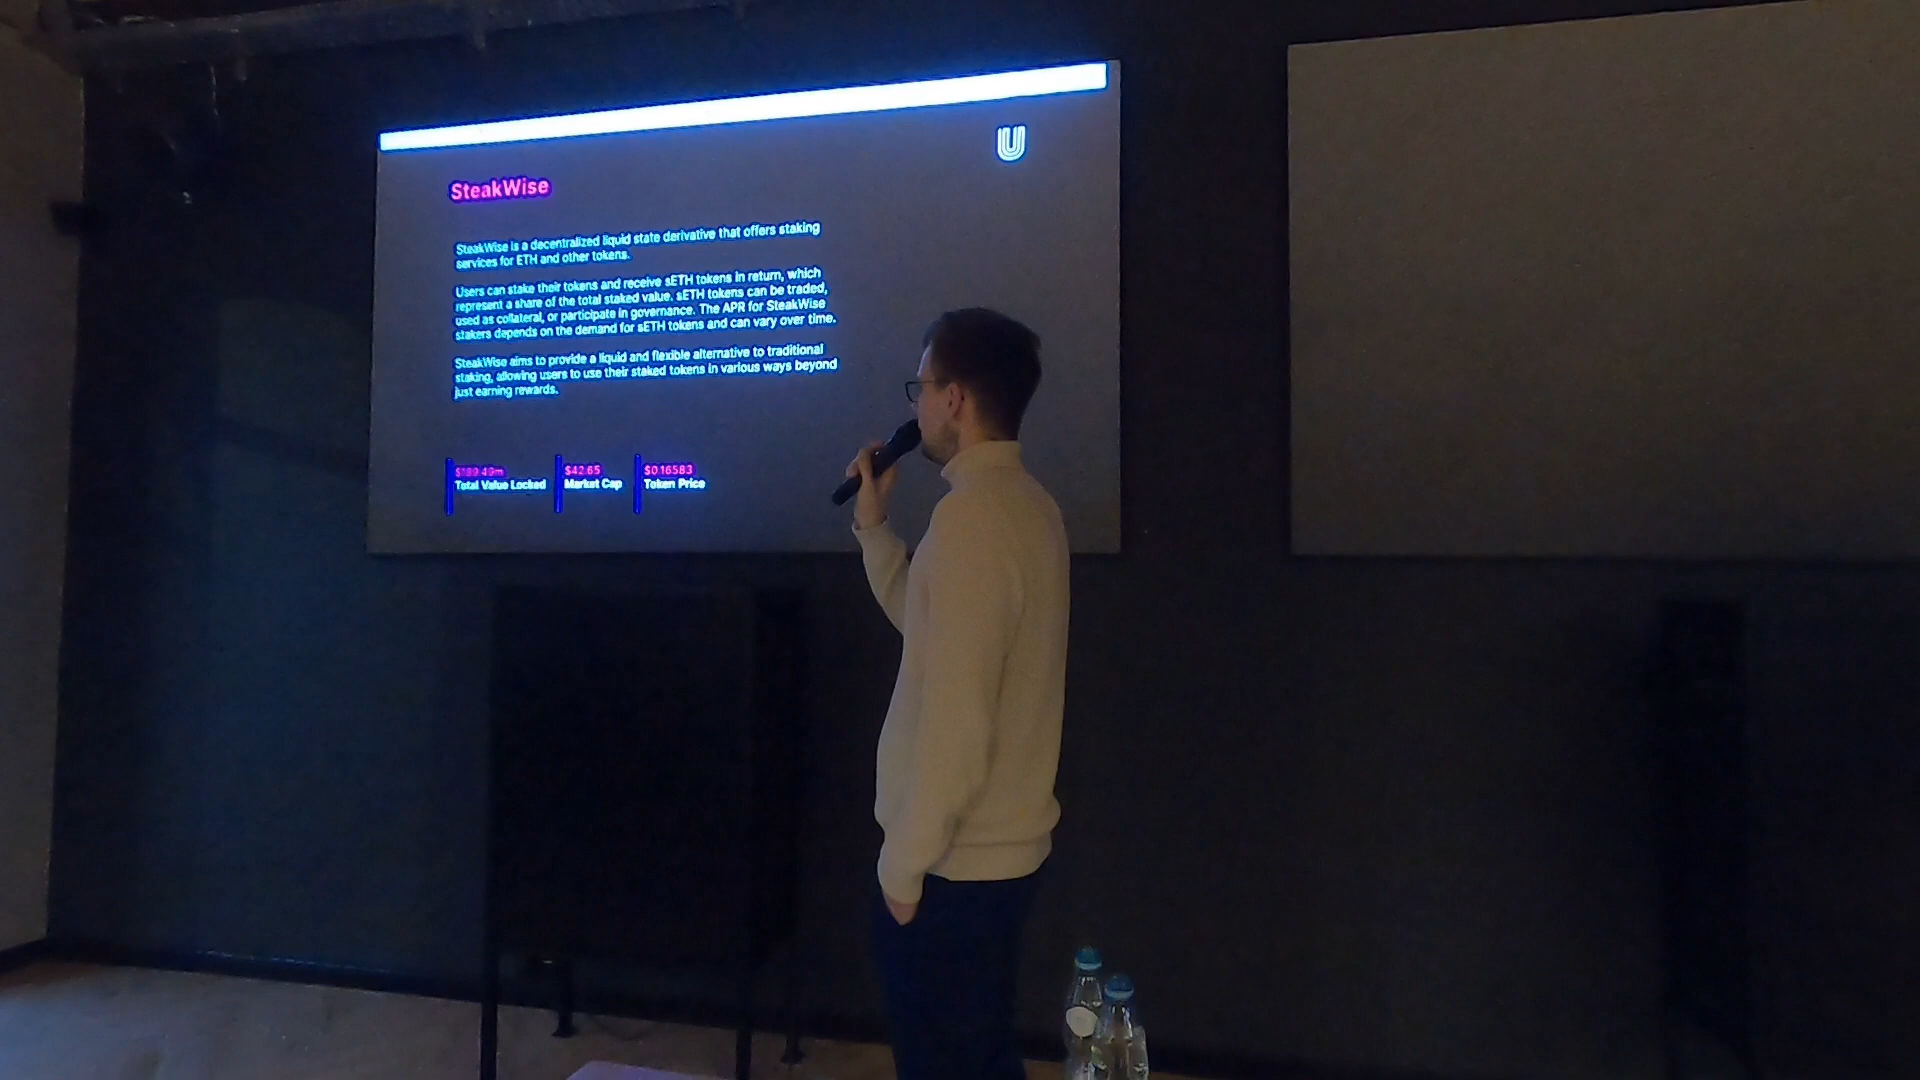 U
SteakWise
SteakWise is a decentralized liquid state derivative that offers staking
services for ETH and other tokens.
Users can stake their tokens and receive sETH tokens in return, which
represent a share of the total staked value. sETH tokens can be traded,
used as collateral, or participate in governance. The APR for SteakWise
stakers depends on the demand for sETH tokens and can vary over time.
SteakWise aims to provide a liquid and flexible alternative to traditional
staking, allowing users to use their staked tokens in various ways beyond
just earning rewards.
$42.65
$0.16583
Total Value Locked
Market Cap
Token Price